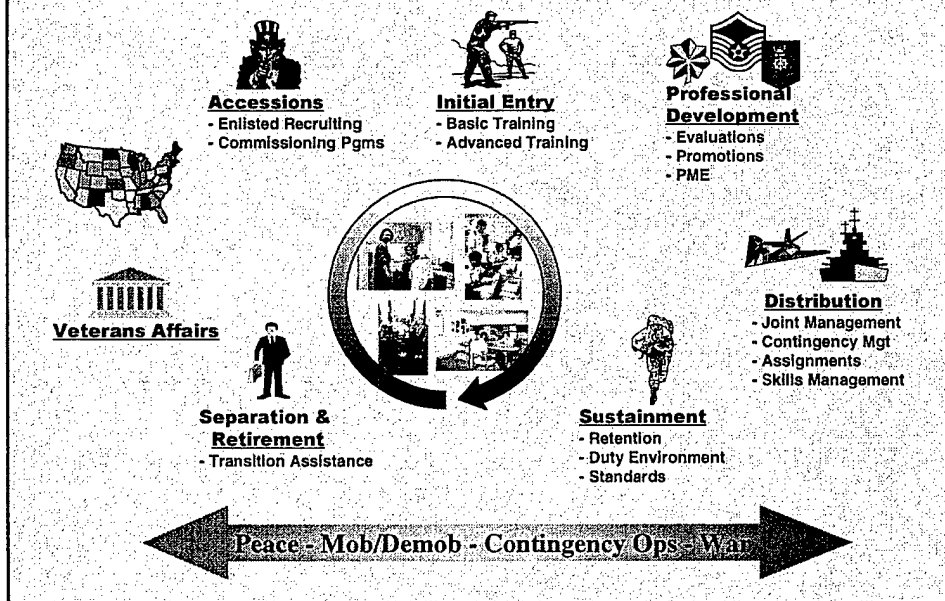 Accessions
- Enlisted Recruiting
- Commissioning Pgms
Initial Entry
- Basic Training
- Advanced Training
Professional
Development
- Evaluations
- Promotions
- PME
Distribution
- Joint Management
- Contingency Mgt
- Assignments
- Skills Management
Sustainment
- Retention
- Duty Environment
- Standards
Separation &
Retirement
- Transition Assistance
Veterans Affairs
Peace - Mob/Demob - Contingency Ops - War